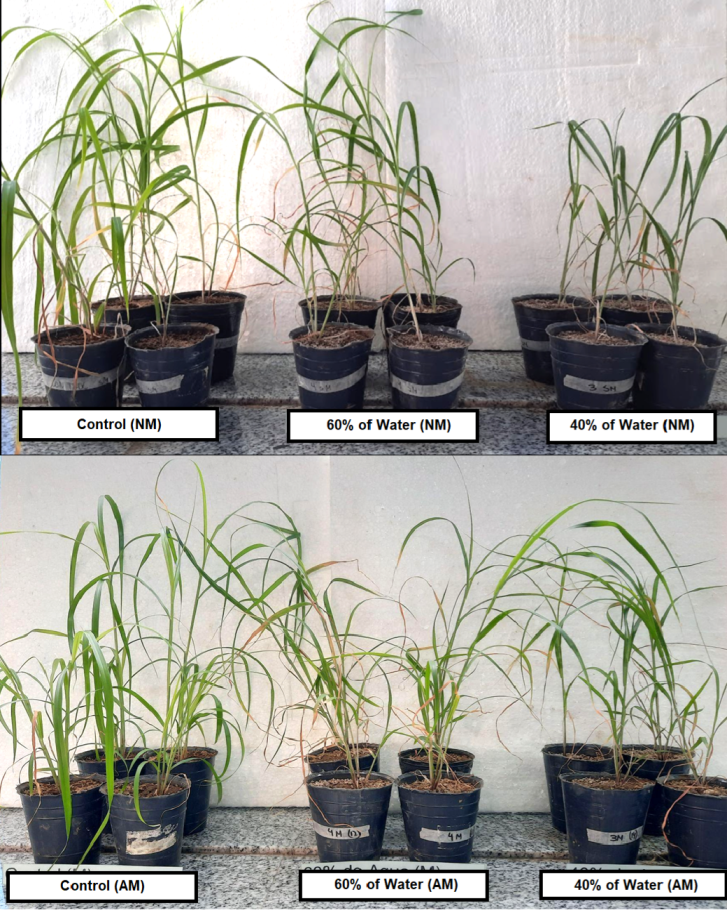 3 SM
Control (NM)
60% of Water (NM)
40% of Water (NM)
4M (12)
4M
Control (AM)
60% of Water (AM)
40% of Water (AM)